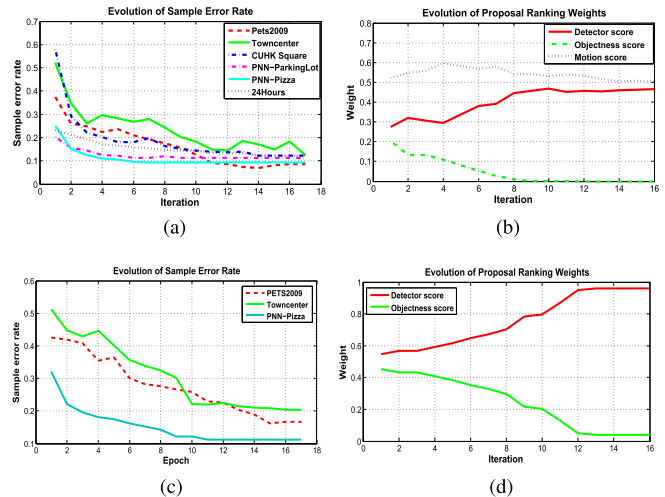 Evolution of Sample Error Rate
0.7
0.6
0.5
0.4
0.3
0.2
0.1
0
0 2 4 6 8 10 12 14 16 18
Sample error rate
Iteration
Pets2009
Towncenter
CUHK Square
PNN-ParkingLot
PNN-Pizza
24Hours
(a)
Evolution of Proposal Ranking Weights
0.8
0.7
0.6
0.5
0.4
0.3
0.2
0.1
0
0 2 4 6 8 10 12 14 16
Weight
Iteration
Detector score
Objectness score
Motion score
(b)
Evolution of Sample Error Rate
0.6
0.5
0.4
0.3
0.2
0.1
0 2 4 6 8 10 12 14 16 18
Sample error rate
Epoch
PETS2009
Towncenter
PNN-Pizza
(c)
Evolution of Proposal Ranking Weights
1
0.8
0.6
0.4
0.2
0
0 2 4 6 8 10 12 14 16
Weight
Iteration
Detector score
Objectness score
(d)